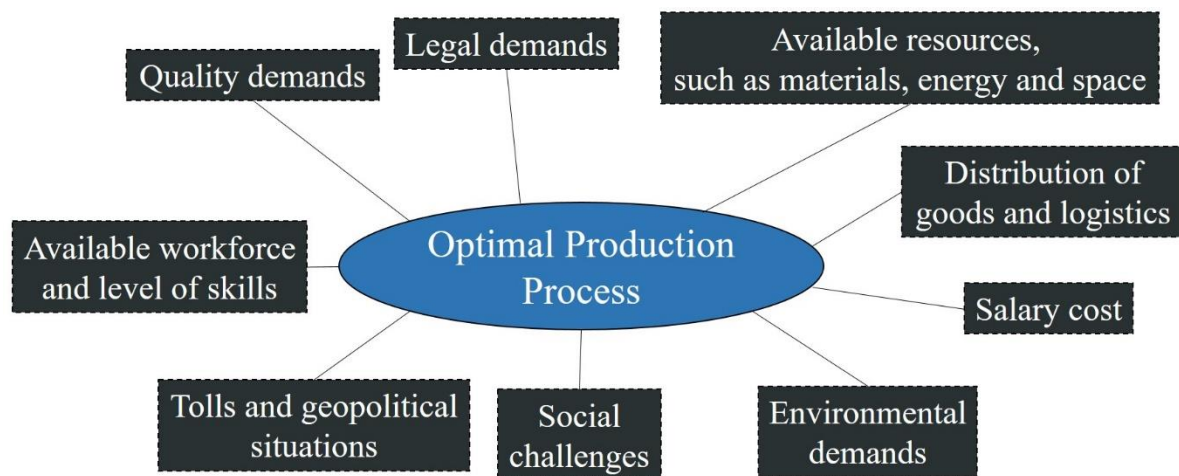 Legal demands
Quality demands
Available resources,
such as materials, energy and space
Distribution of
goods and logistics
Available workforce
and level of skills
Optimal Production
Process
Salary cost
Tolls and geopolitical
situations
Social
challenges
Environmental
demands